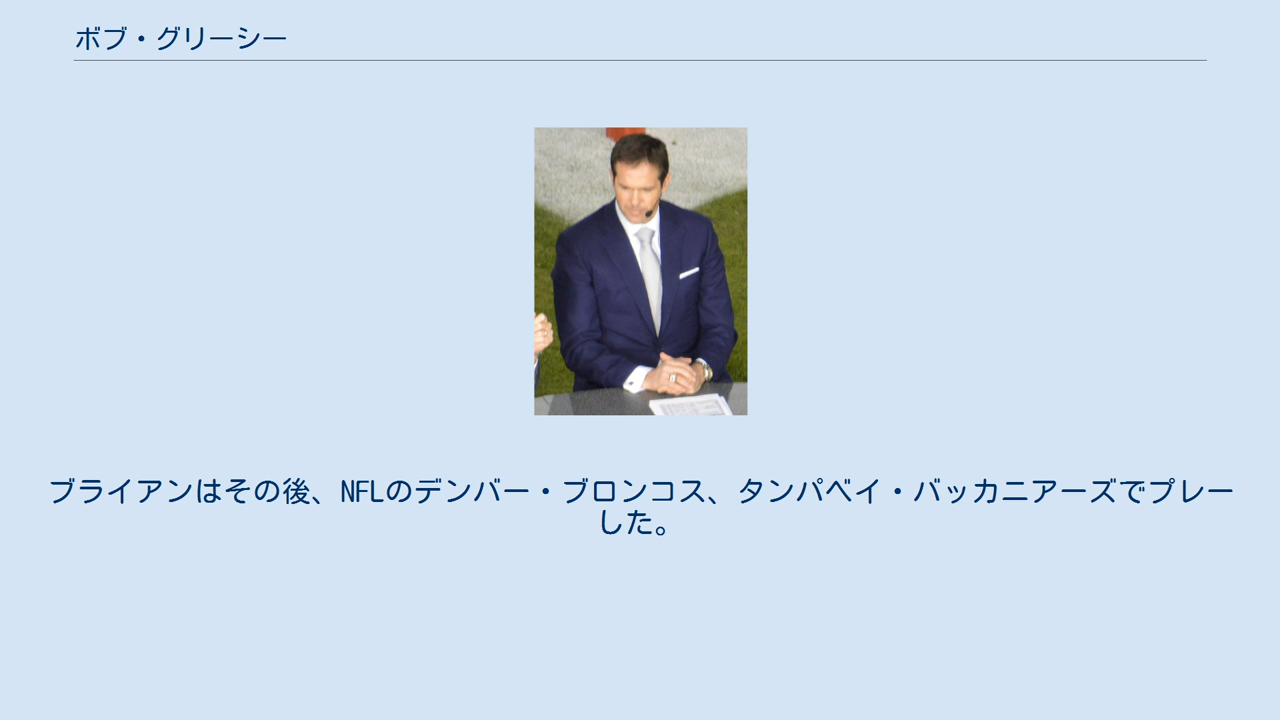 ボブ・グリーシー
ブライアンはその後、NFLのデンバー・ブロンコス、タンパベイ・バッカニアーズでプレー
した。